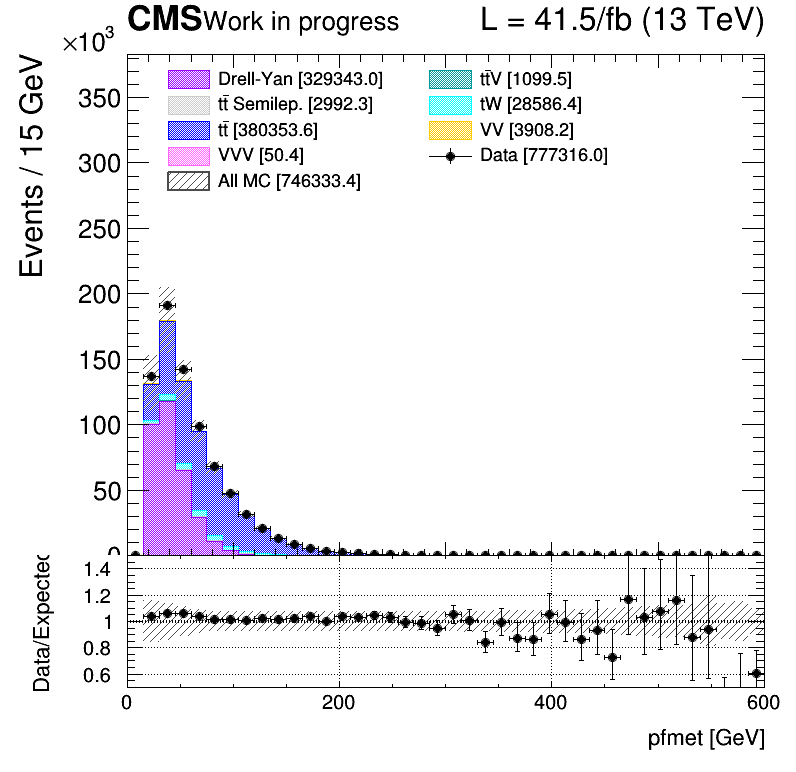 CMS Work in progress L = 41.5/fb (13 TeV)
×10³
Events / 15 GeV
Drell-Yan [329343.0]
tt̄ Semilep. [2992.3]
tt̄ [380353.6]
VVV [50.4]
All MC [746333.4]
tt̄V [1099.5]
tW [28586.4]
VV [3908.2]
Data [777316.0]
350
300
250
200
150
100
50
0
Data/Expected
1.4
1.2
1
0.8
0.6
0 200 400 600
pfmet [GeV]